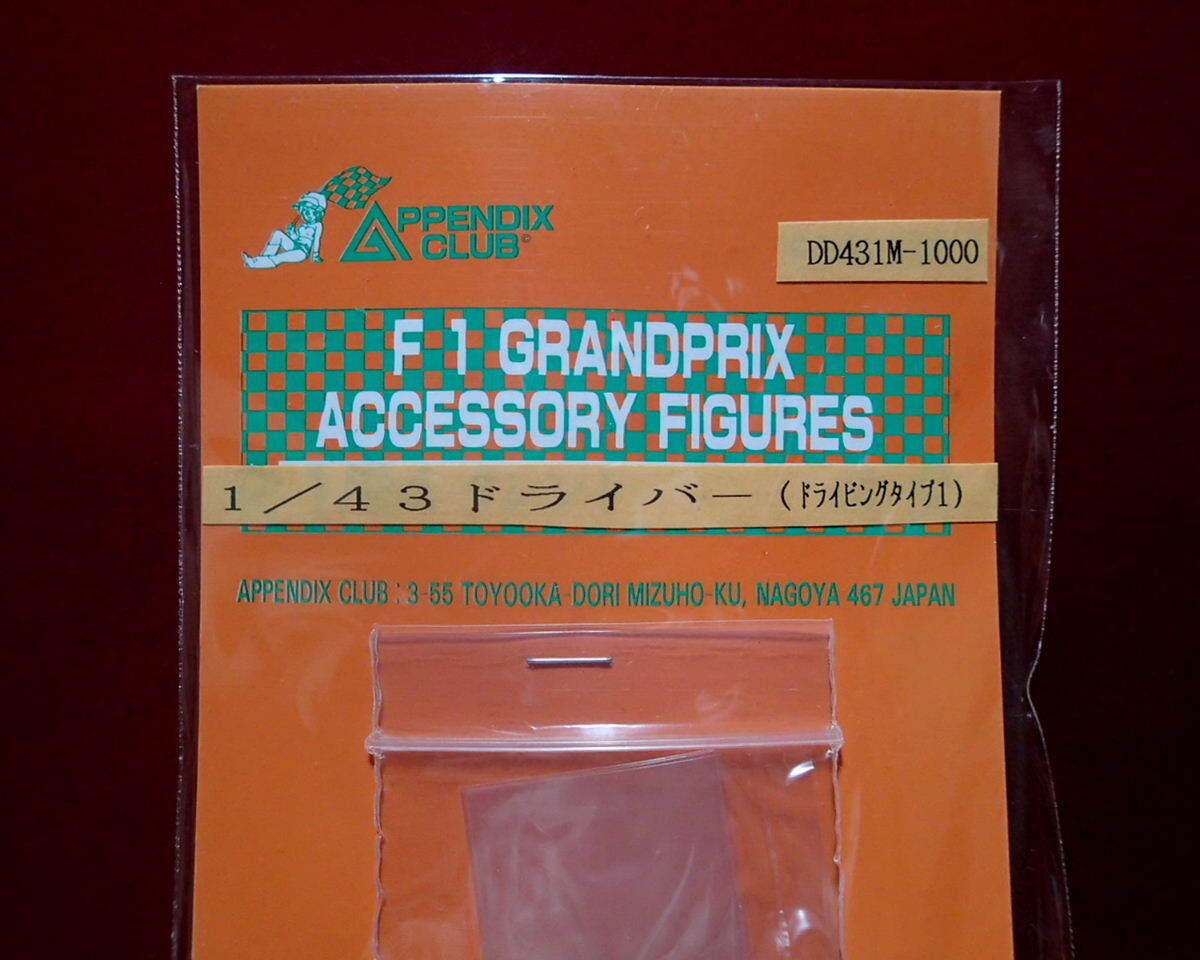 APPENDIX
CLUB©
DD431M-1000
F 1 GRANDPRIX
ACCESSORY FIGURES
1／43ドライバー (ドライビングタイプ1)
APPENDIX CLUB : 3-55 TOYOOKA-DORI MIZUHO-KU, NAGOYA 467 JAPAN